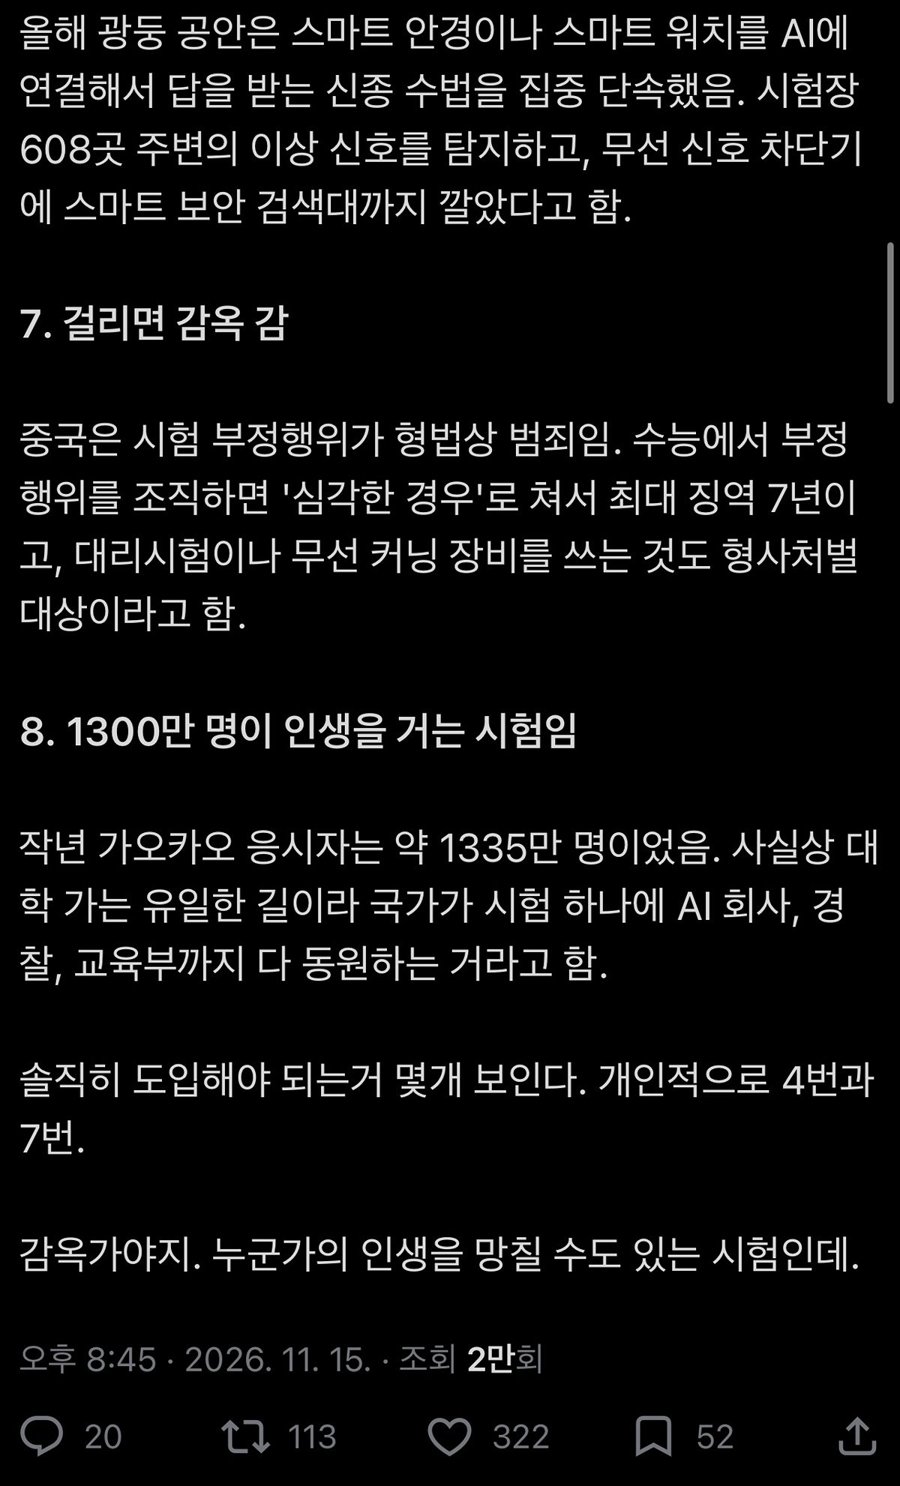 올해 광둥 공안은 스마트 안경이나 스마트 워치를 AI에
연결해서 답을 받는 신종 수법을 집중 단속했음. 시험장
608곳 주변의 이상 신호를 탐지하고, 무선 신호 차단기
에 스마트 보안 검색대까지 깔았다고 함.
7. 걸리면 감옥 감
중국은 시험 부정행위가 형법상 범죄임. 수능에서 부정
행위를 조직하면 '심각한 경우'로 쳐서 최대 징역 7년이
고, 대리시험이나 무선 커닝 장비를 쓰는 것도 형사처벌
대상이라고 함.
8. 1300만 명이 인생을 거는 시험임
작년 가오카오 응시자는 약 1335만 명이었음. 사실상 대
학 가는 유일한 길이라 국가가 시험 하나에 AI 회사, 경
찰, 교육부까지 다 동원하는 거라고 함.
솔직히 도입해야 되는거 몇개 보인다. 개인적으로 4번과
7번.
감옥가야지. 누군가의 인생을 망칠 수도 있는 시험인데.
오후 8:45 · 2026. 11. 15. · 조회 2만회
20 113 322 52